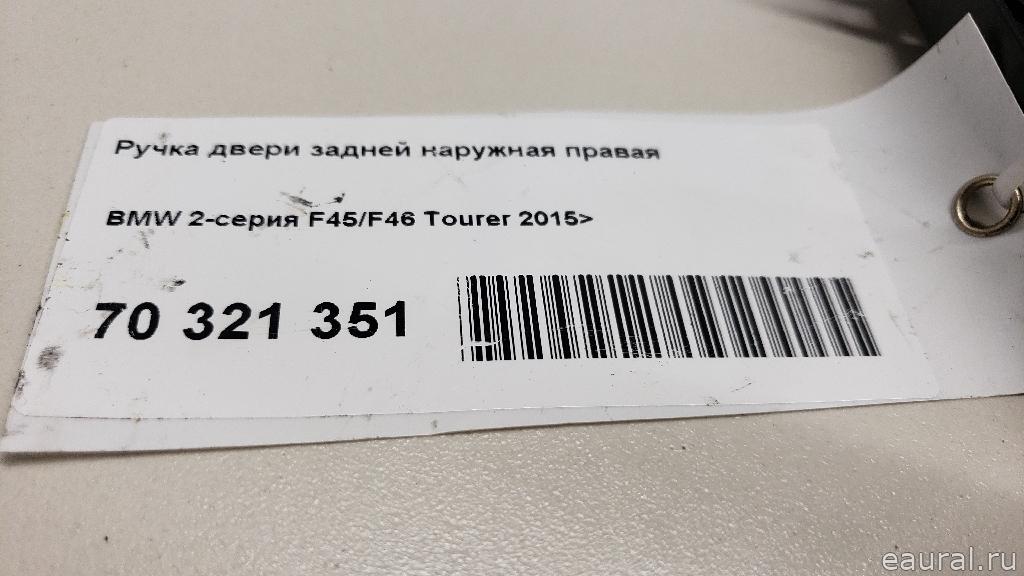 Ручка двери задней наружная правая
BMW 2-серия F45/F46 Tourer 2015>
70 321 351
eaural.ru